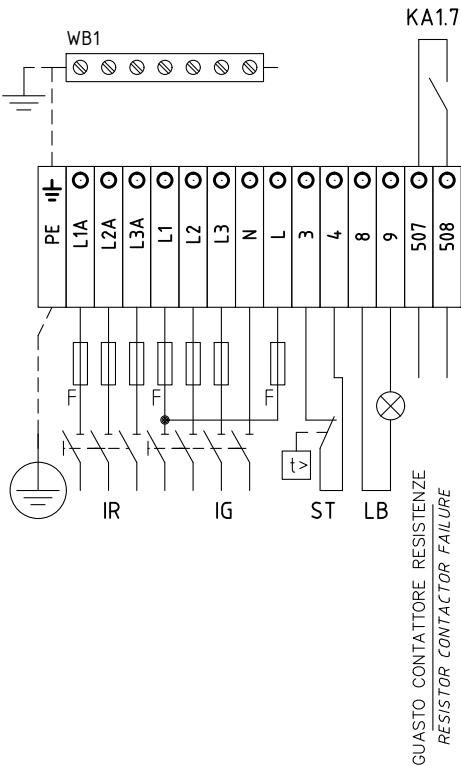 KA1.7
WB1
PE
L1A
L2A
L3A
L1
L2
L3
N
L
3
4
8
9
507
508
F
F
F
t>
IR
IG
ST
LB
GUASTO CONTATTORE RESISTENZE
RESISTOR CONTACTOR FAILURE